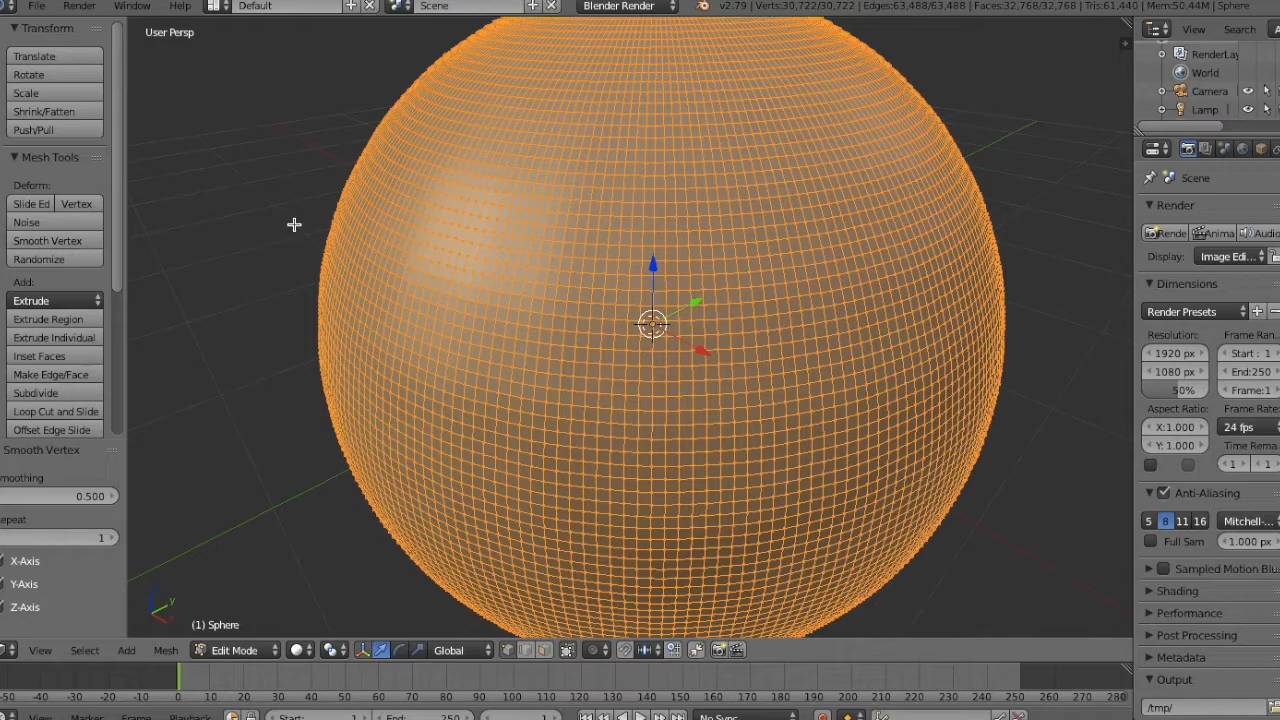 File Render Window Help Default Scene Blender Render v2.79 | Verts:30,722/30,722 | Edges:63,488/63,488 | Faces:32,768/32,768 | Tris:61,440 | Mem:50.44M | Sphere
Transform
Translate
Rotate
Scale
Shrink/Fatten
Push/Pull
Mesh Tools
Deform:
Slide Ed Vertex
Noise
Smooth Vertex
Randomize
Add:
Extrude
Extrude Region
Extrude Individual
Inset Faces
Make Edge/Face
Subdivide
Loop Cut and Slide
Offset Edge Slide
Smooth Vertex
moothing
0.500
epeat
1
X-Axis
Y-Axis
Z-Axis
User Persp
z
y
x
(1) Sphere
View Select Add Mesh Edit Mode Global
-50 -40 -30 -20 -10 0 10 20 30 40 50 60 70 80 90 100 110 120 130 140 150 160 170 180 190 200 210 220 230 240 250 260 270 280
View Marker Frame Playback Start: 1 End: 250 1 No Sync
View Search A
RenderLay
World
Camera
Lamp
Scene
Render
Rende Anima Audio
Display: Image Edi...
Dimensions
Render Presets
Resolution: Frame Ran...
1920 px Start : 1
1080 px End:250
50% Frame:1
Aspect Ratio: Frame Rate:
X:1.000 24 fps
Y: 1.000 Time Rema...
1 1
Anti-Aliasing
5 8 11 16 Mitchell-...
Full Sam 1.000 px
Sampled Motion Blu
Shading
Performance
Post Processing
Metadata
Output
/tmp/